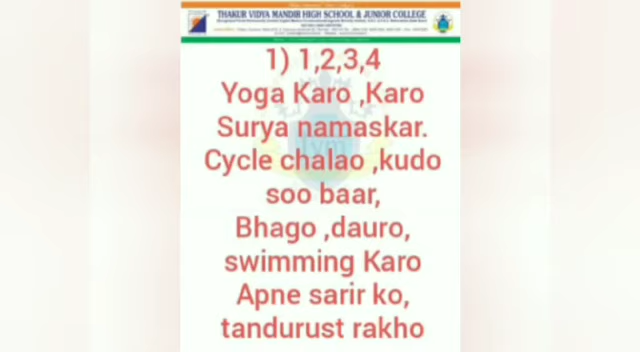 THAKUR VIDYA MANDIR HIGH SCHOOL & JUNIOR COLLEGE
1) 1,2,3,4
Yoga Karo ,Karo
Surya namaskar.
Cycle chalao ,kudo
soo baar,
Bhago ,dauro,
swimming Karo
Apne sarir ko,
tandurust rakho